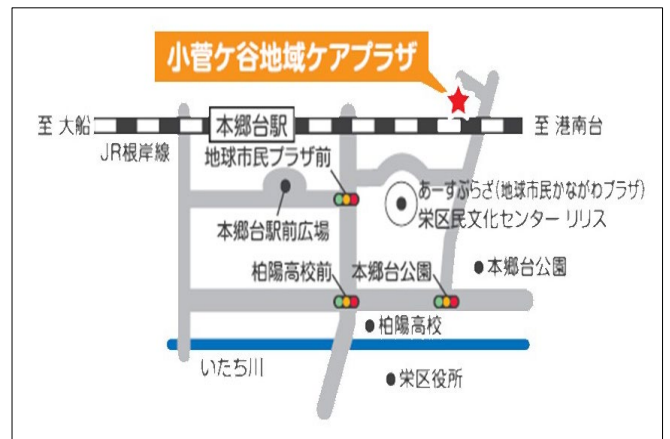 小菅ケ谷地域ケアプラザ
至 大船
本郷台駅
至 港南台
JR根岸線
地球市民プラザ前
あーすぷらざ(地球市民かながわプラザ)
栄区民文化センター リリス
本郷台駅前広場
柏陽高校前
本郷台公園
本郷台公園
柏陽高校
いたち川
栄区役所